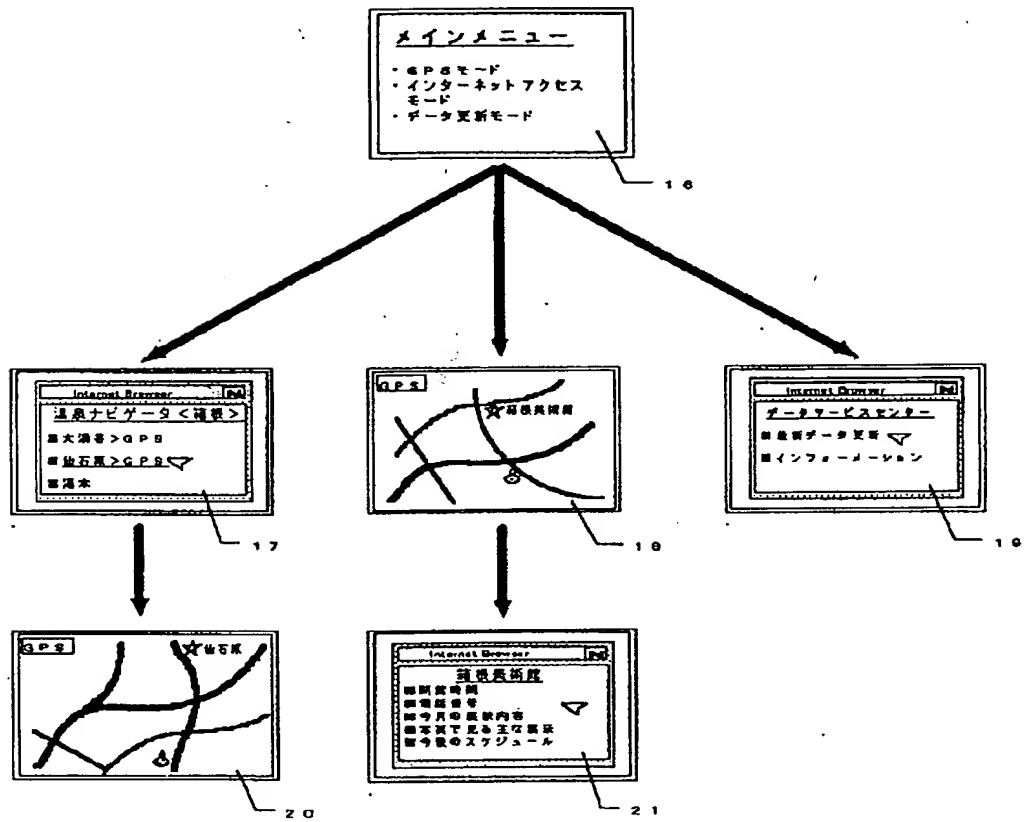 メインメニュー
・GPSモード
・インターネットアクセス
モード
・データ更新モード
16
Internet Browser
温泉ナビゲータ<箱根>
大涌谷>GPS
仙石原>GPS
湯本
17
GPS
箱根美術館
18
Internet Browser
データサービスセンター
最新データ更新
インフォーメーション
19
GPS
仙石原
20
Internet Browser
箱根美術館
開館時間
電話番号
今月の展示内容
写真で見る主な展示
今後のスケジュール
21